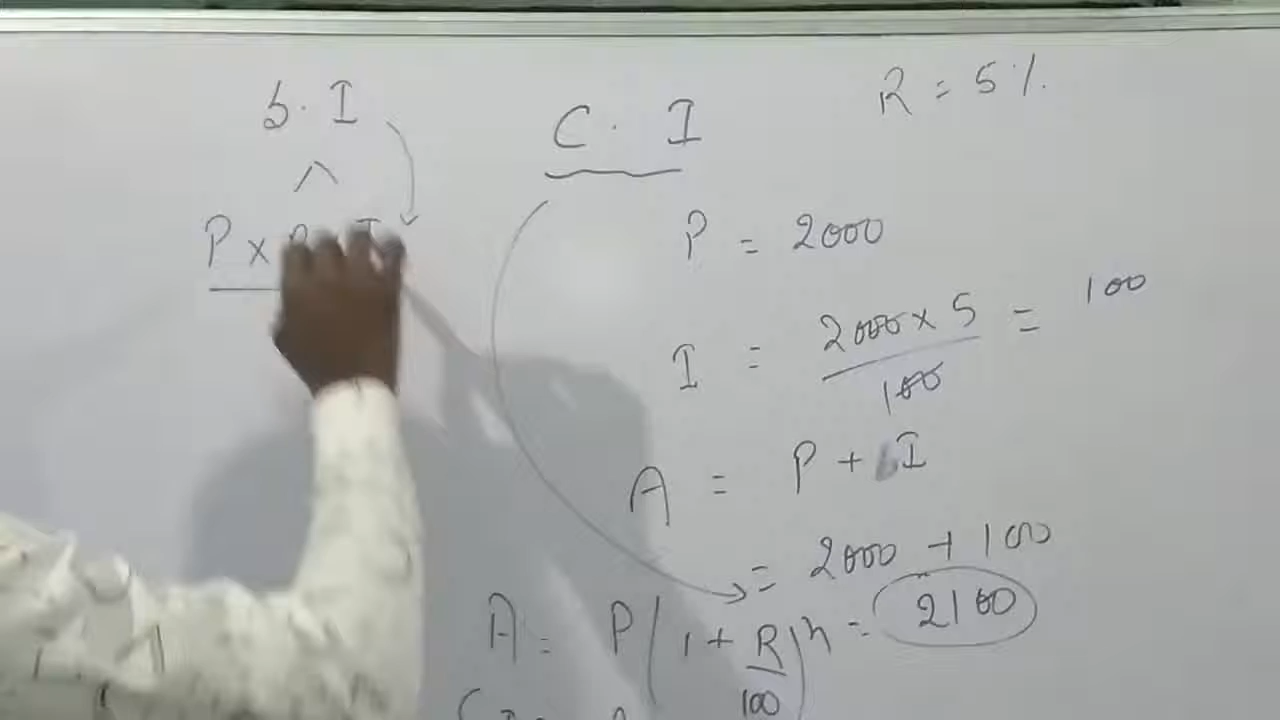 S. I
C. I
R = 5%.
P x
P = 2000
I = 2000 x 5 / 100 = 100
A = P + I
= 2000 + 100
= 2100
A = P (1 + R/100)n